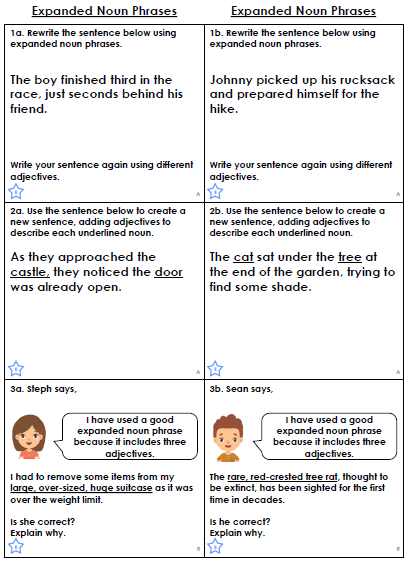 Expanded Noun Phrases
Expanded Noun Phrases
1a. Rewrite the sentence below using
expanded noun phrases.
The boy finished third in the
race, just seconds behind his
friend.
Write your sentence again using different
adjectives.
A
1b. Rewrite the sentence below using
expanded noun phrases.
Johnny picked up his rucksack
and prepared himself for the
hike.
Write your sentence again using different
adjectives.
A
2a. Use the sentence below to create a
new sentence, adding adjectives to
describe each underlined noun.
As they approached the
castle, they noticed the door
was already open.
A
2b. Use the sentence below to create a
new sentence, adding adjectives to
describe each underlined noun.
The cat sat under the tree at
the end of the garden, trying to
find some shade.
A
3a. Steph says,
I have used a good
expanded noun phrase
because it includes three
adjectives.
I had to remove some items from my
large, over-sized, huge suitcase as it was
over the weight limit.
Is she correct?
Explain why.
R
3b. Sean says,
I have used a good
expanded noun phrase
because it includes three
adjectives.
The rare, red-crested tree rat, thought to
be extinct, has been sighted for the first
time in decades.
Is he correct?
Explain why.
R